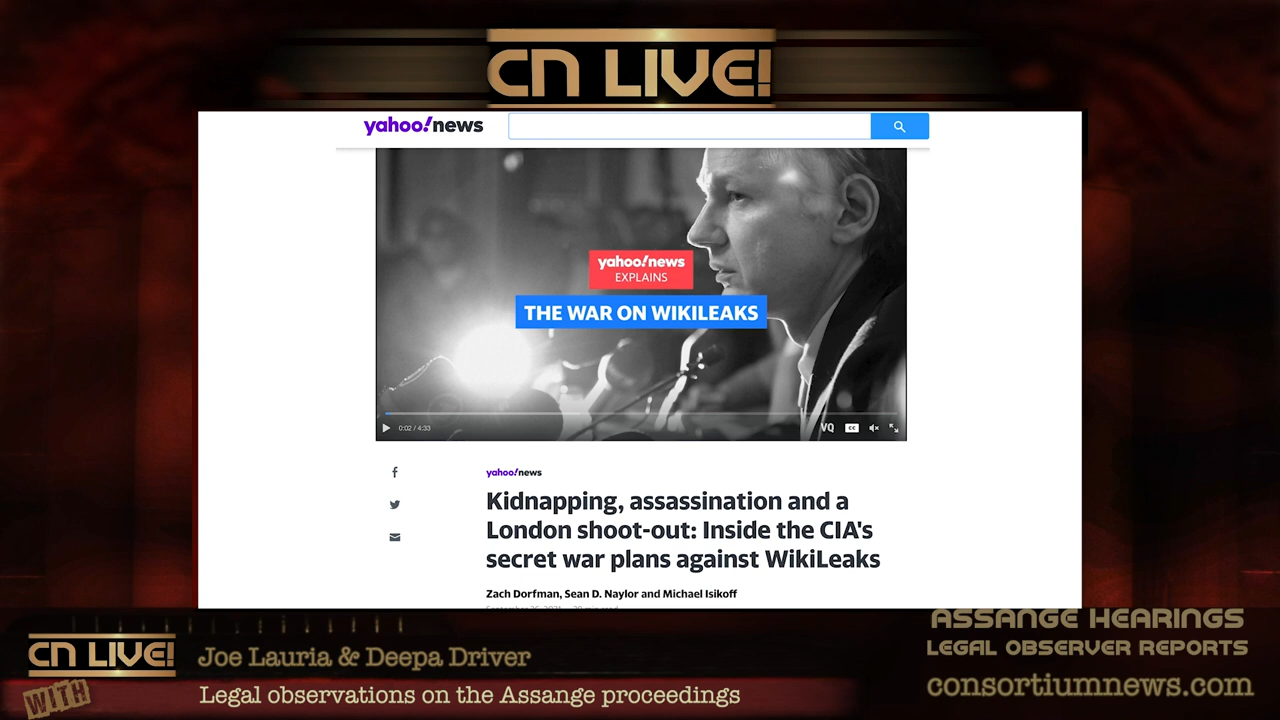 CN LIVE!
yahoo!news
yahoo!news
EXPLAINS
THE WAR ON WIKILEAKS
0:02 / 4:33
VQ
CC
yahoo!news
Kidnapping, assassination and a
London shoot-out: Inside the CIA's
secret war plans against WikiLeaks
Zach Dorfman, Sean D. Naylor and Michael Isikoff
ASSANGE HEARINGS
LEGAL OBSERVER REPORTS
consortiumnews.com
CN LIVE!
WITH
Joe Lauria & Deepa Driver
Legal observations on the Assange proceedings